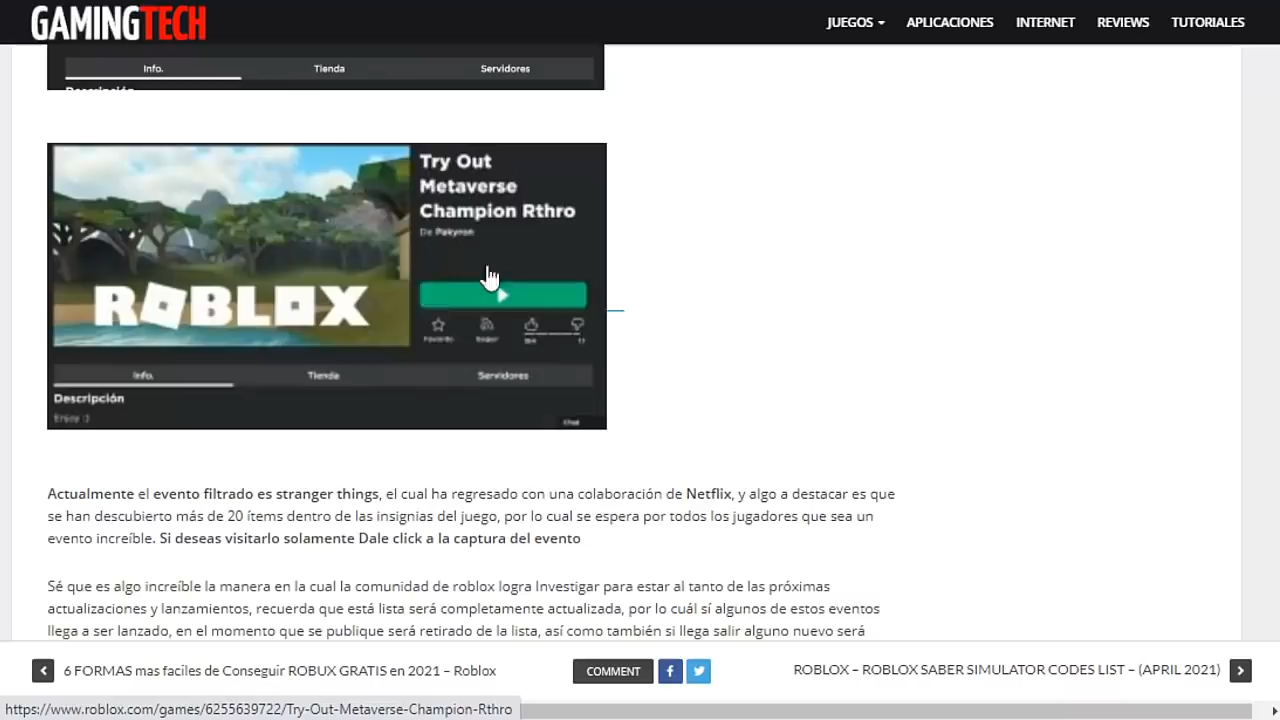 GAMINGTECH
JUEGOS
APLICACIONES
INTERNET
REVIEWS
TUTORIALES
Info.
Tienda
Servidores
Descripción
Try Out
Metaverse
Champion Rthro
De Pakyron
ROBLOX
Favorito
Seguir
Info.
Tienda
Servidores
Descripción
Enjoy :)
Chat
Actualmente el evento filtrado es stranger things, el cual ha regresado con una colaboración de Netflix, y algo a destacar es que
se han descubierto más de 20 ítems dentro de las insignias del juego, por lo cual se espera por todos los jugadores que sea un
evento increíble. Si deseas visitarlo solamente Dale click a la captura del evento
Sé que es algo increíble la manera en la cual la comunidad de roblox logra Investigar para estar al tanto de las próximas
actualizaciones y lanzamientos, recuerda que está lista será completamente actualizada, por lo cuál sí algunos de estos eventos
llega a ser lanzado, en el momento que se publique será retirado de la lista, así como también si llega salir alguno nuevo será
6 FORMAS mas faciles de Conseguir ROBUX GRATIS en 2021 – Roblox
COMMENT
ROBLOX – ROBLOX SABER SIMULATOR CODES LIST – (APRIL 2021)
https://www.roblox.com/games/6255639722/Try-Out-Metaverse-Champion-Rthro